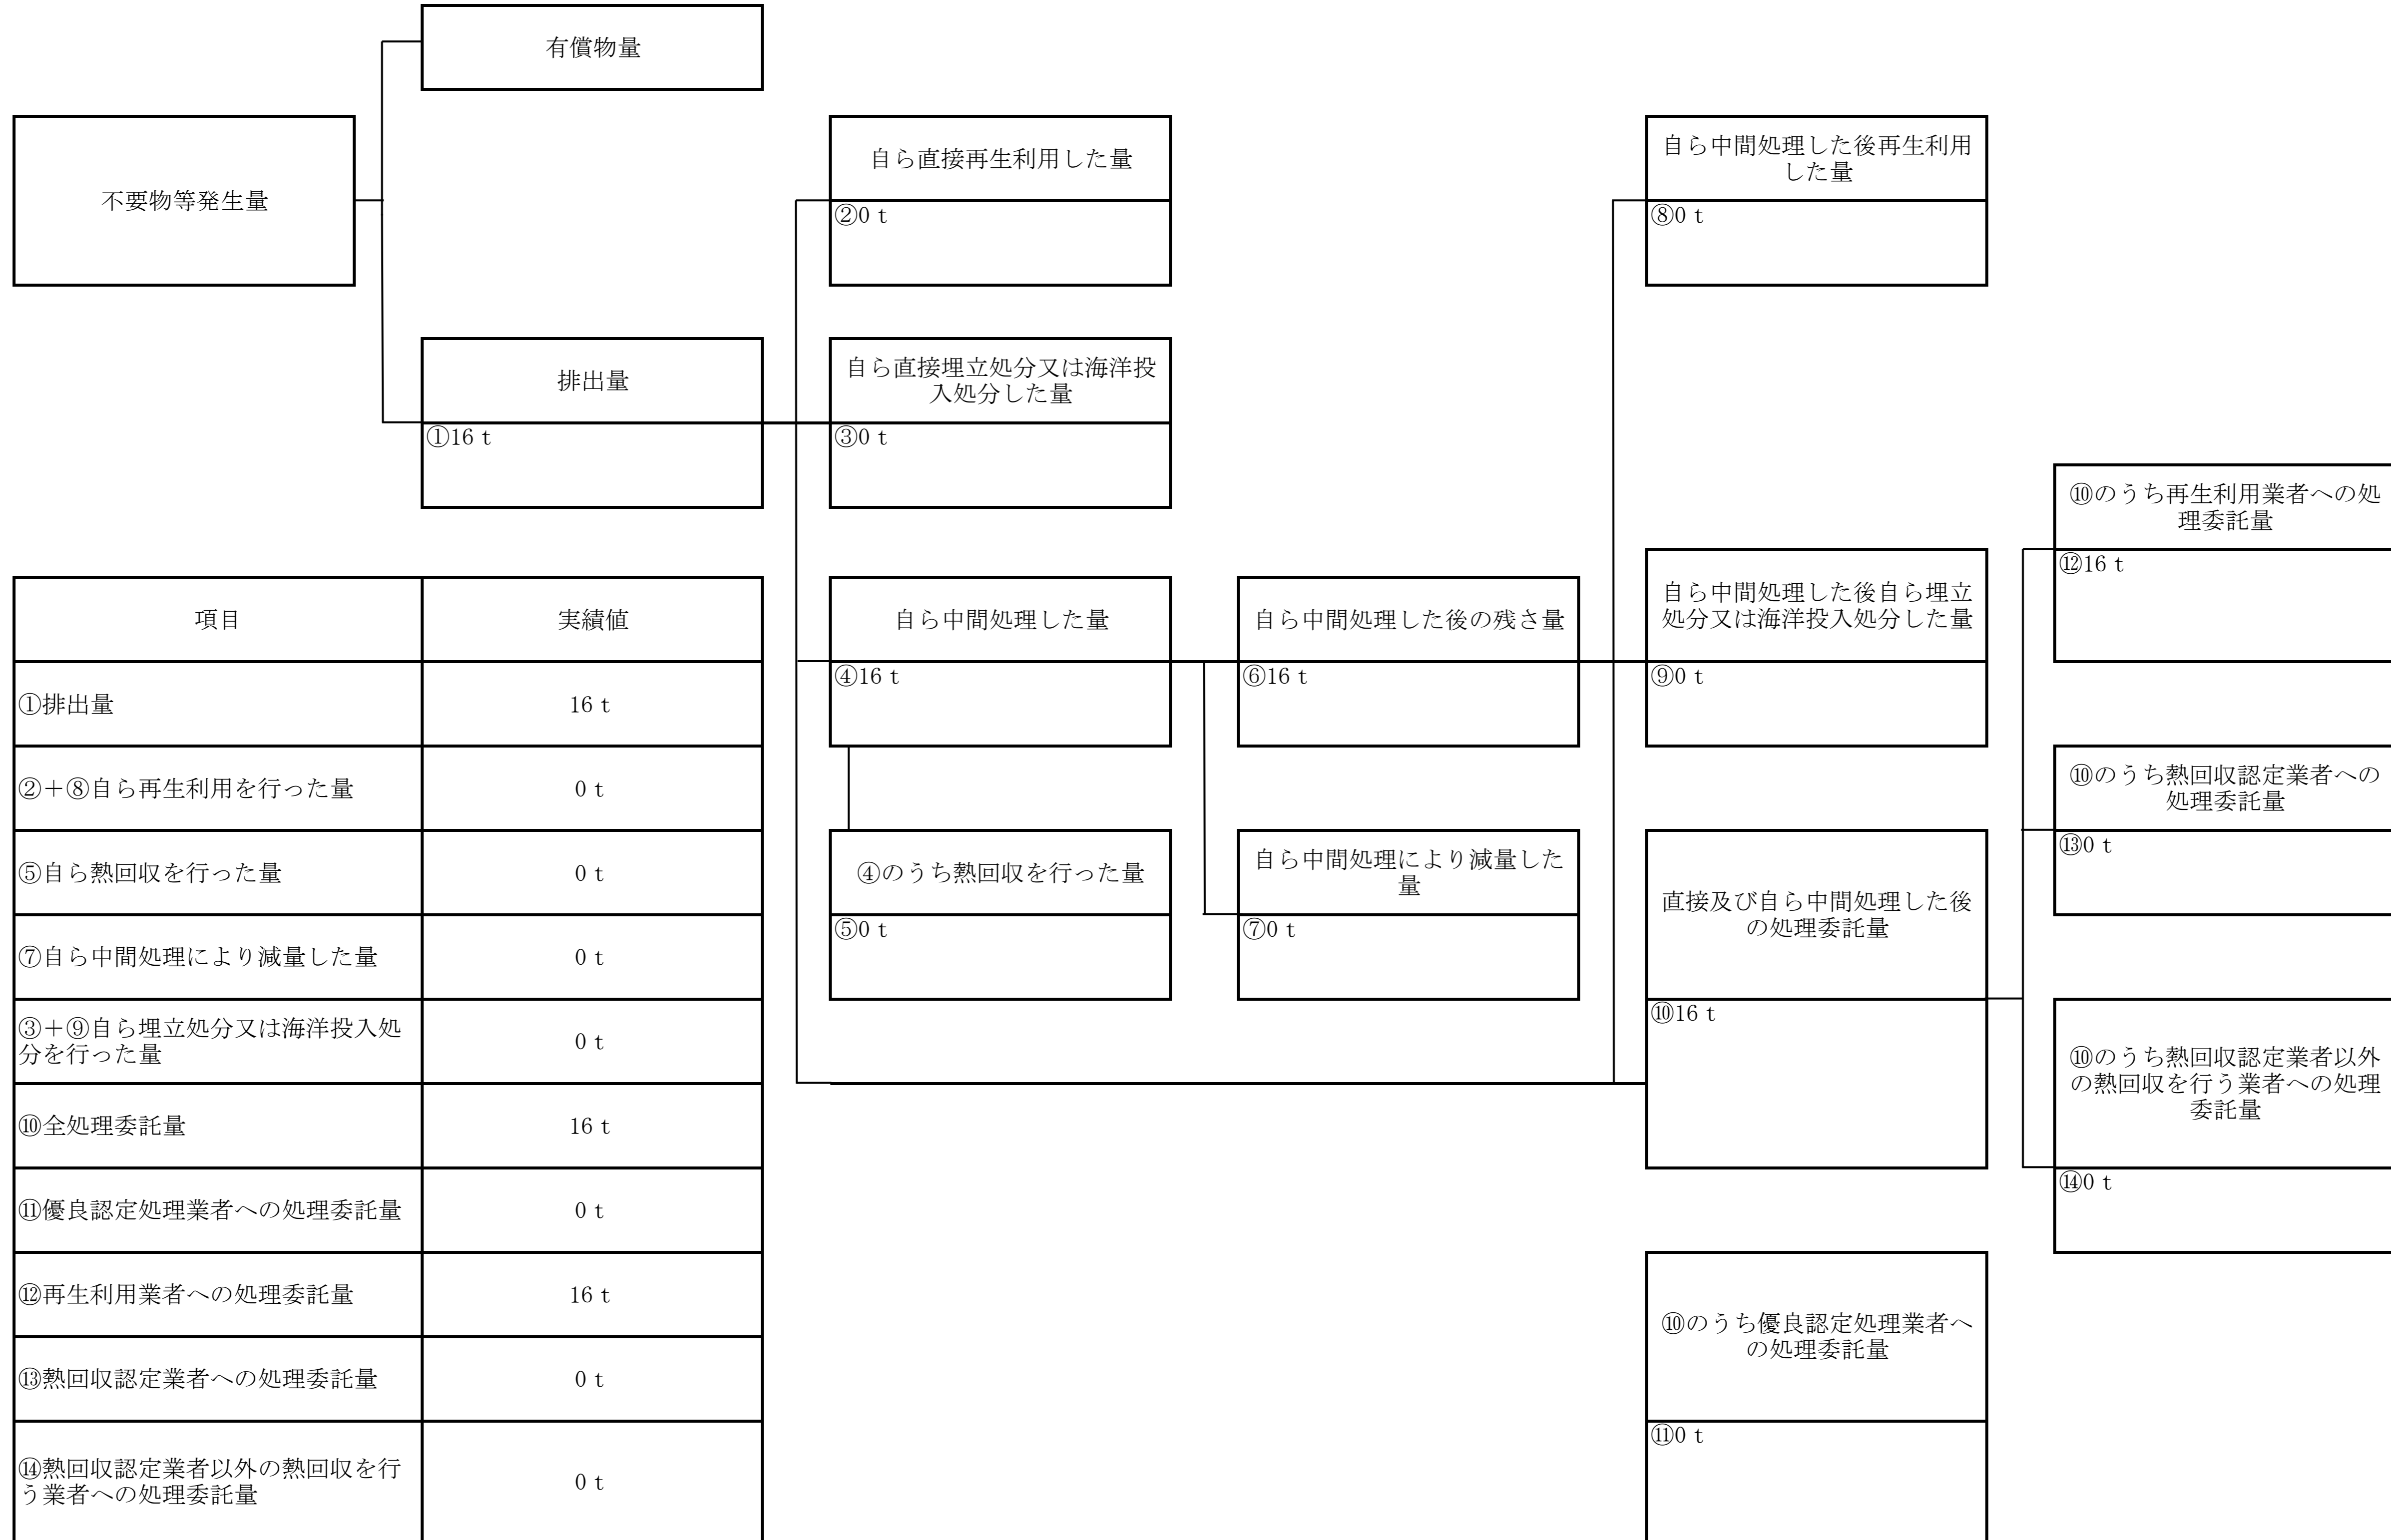 有償物量
不要物等発生量
自ら直接再生利用した量
②0 t
自ら中間処理した後再生利用
した量
⑧0 t
排出量
①16 t
自ら直接埋立処分又は海洋投
入処分した量
③0 t
⑩のうち再生利用業者への処
理委託量
⑫16 t
自ら中間処理した量
④16 t
自ら中間処理した後の残さ量
⑥16 t
自ら中間処理した後自ら埋立
処分又は海洋投入処分した量
⑨0 t
⑩のうち熱回収認定業者への
処理委託量
⑬0 t
④のうち熱回収を行った量
⑤0 t
自ら中間処理により減量した
量
⑦0 t
直接及び自ら中間処理した後
の処理委託量
⑩16 t
⑩のうち熱回収認定業者以外
の熱回収を行う業者への処理
委託量
⑭0 t
⑩のうち優良認定処理業者へ
の処理委託量
⑪0 t
項目 実績値
①排出量 16 t
②＋⑧自ら再生利用を行った量 0 t
⑤自ら熱回収を行った量 0 t
⑦自ら中間処理により減量した量 0 t
③＋⑨自ら埋立処分又は海洋投入処
分を行った量 0 t
⑩全処理委託量 16 t
⑪優良認定処理業者への処理委託量 0 t
⑫再生利用業者への処理委託量 16 t
⑬熱回収認定業者への処理委託量 0 t
⑭熱回収認定業者以外の熱回収を行
う業者への処理委託量 0 t